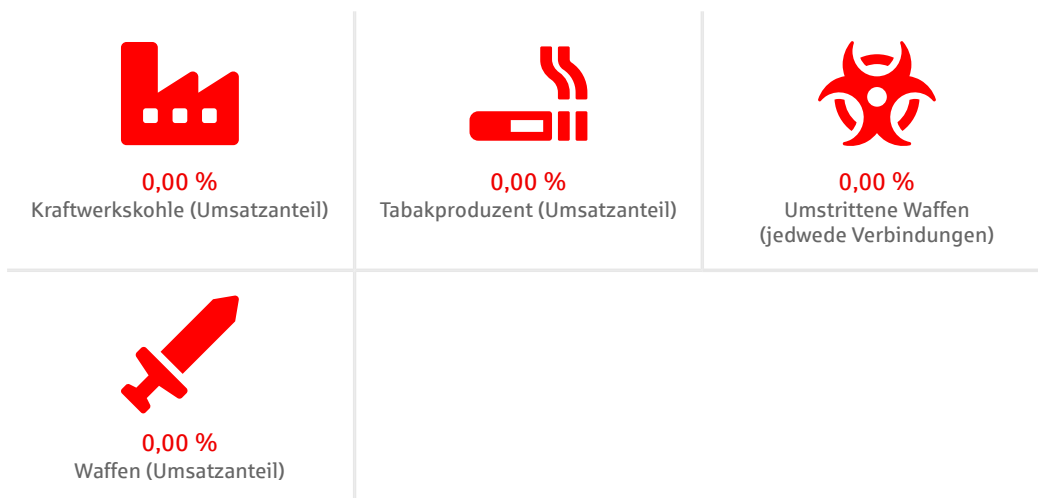 0,00 %
Kraftwerkskohle (Umsatzanteil)
0,00 %
Tabakproduzent (Umsatzanteil)
0,00 %
Umstrittene Waffen
(jedwede Verbindungen)
0,00 %
Waffen (Umsatzanteil)